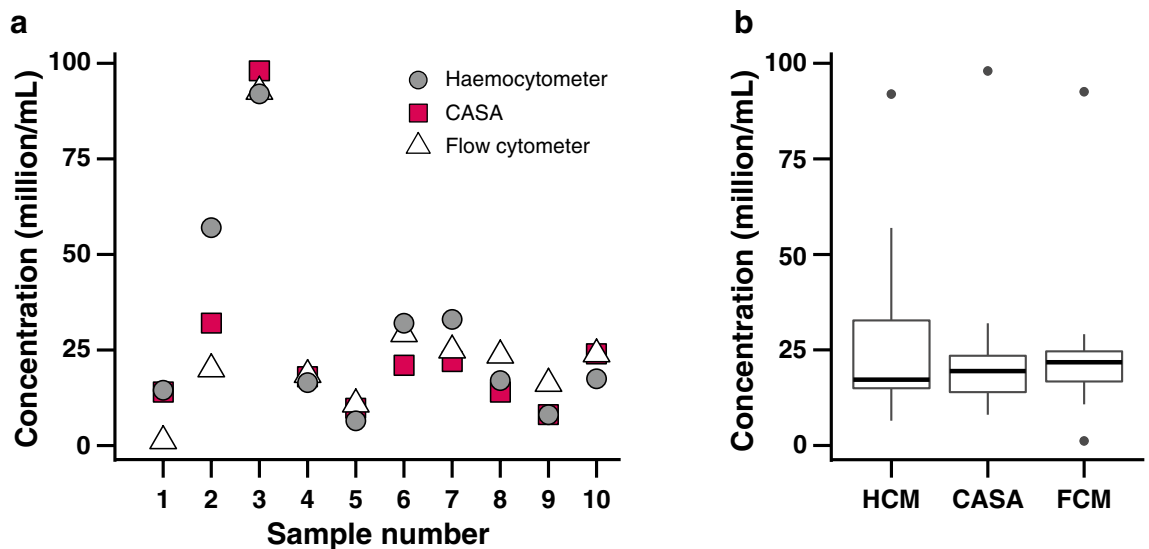 a
Concentration (million/mL)
100
75
50
25
0
Haemocytometer
CASA
Flow cytometer
1 2 3 4 5 6 7 8 9 10
Sample number
b
Concentration (million/mL)
100
75
50
25
0
HCM CASA FCM